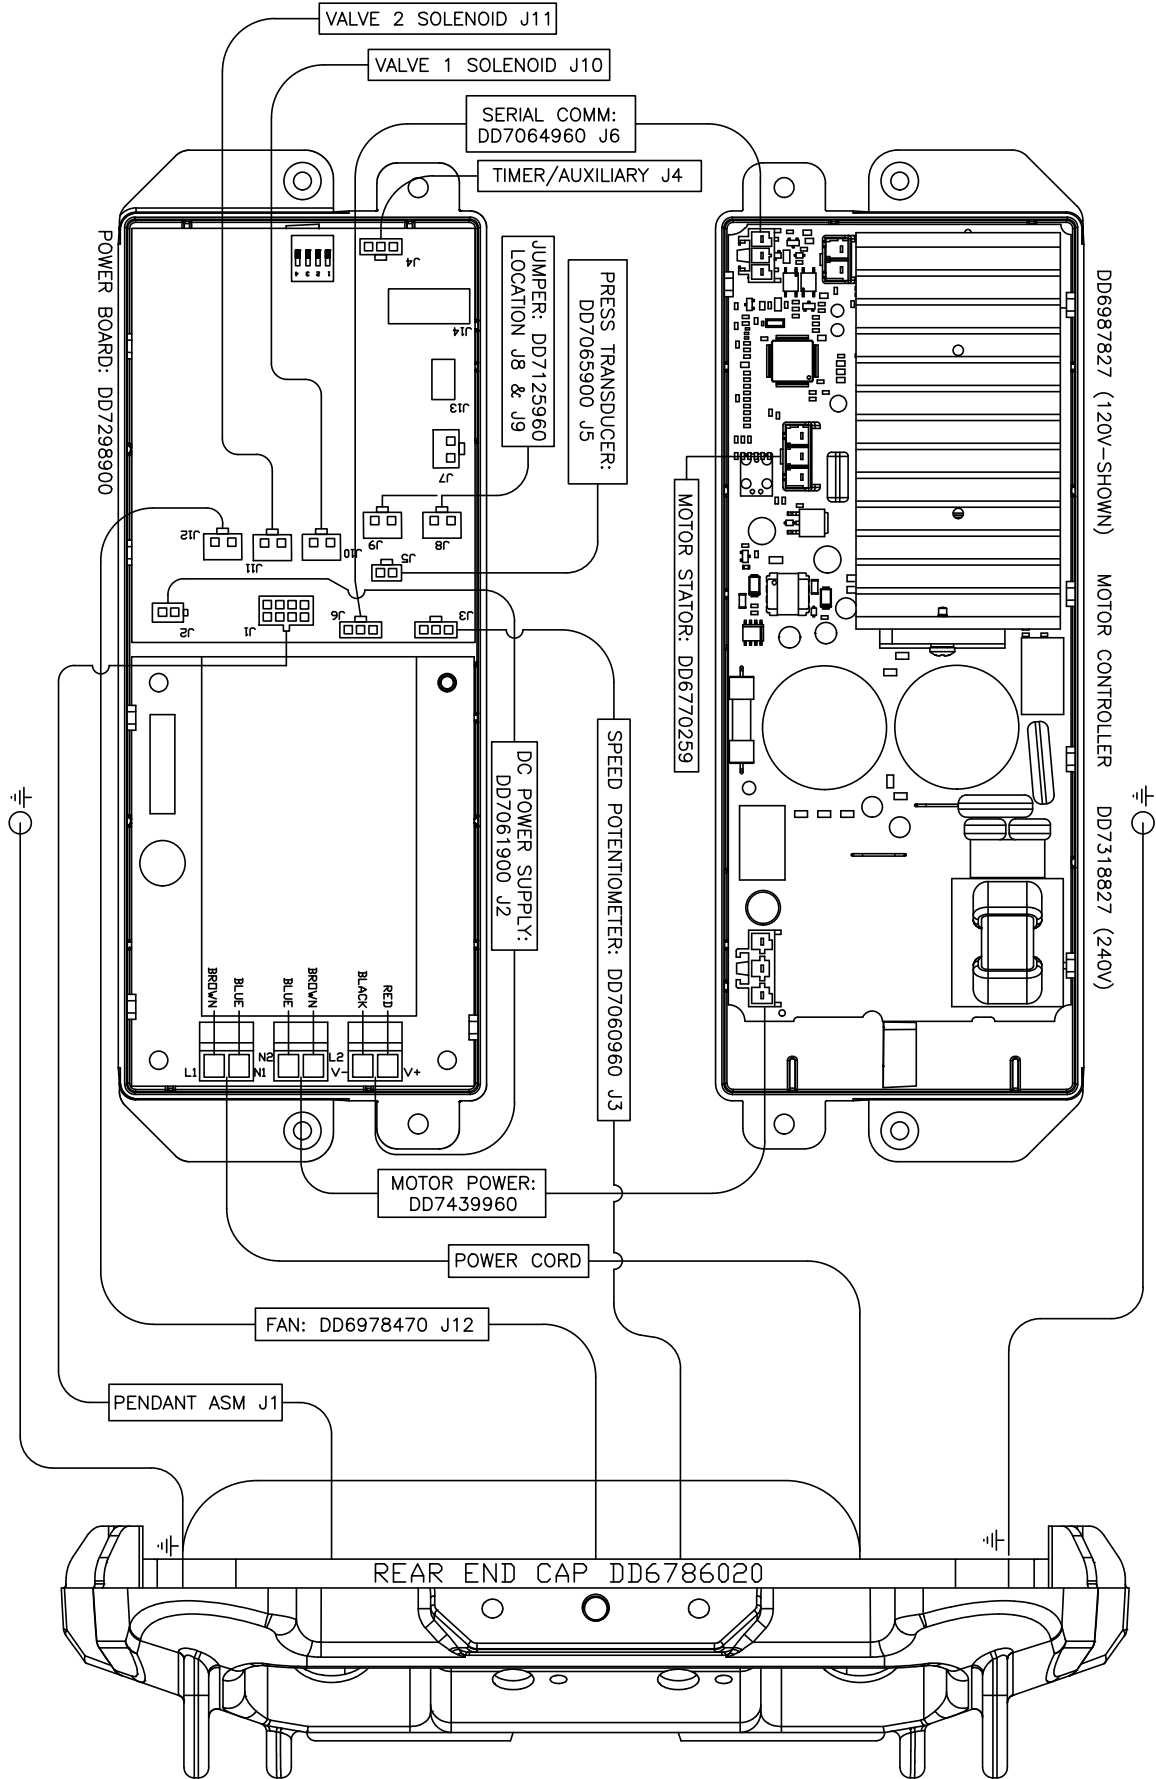 VALVE 2 SOLENOID J11
VALVE 1 SOLENOID J10
SERIAL COMM:
DD7064960 J6
TIMER/AUXILIARY J4
JUMPER: DD7125960
LOCATION J8 & J9
PRESS TRANSDUCER:
DD7065900 J5
POWER BOARD: DD7298900
4 3 2 1
J4
J14
J13
J7
J12
J11
J10
J9
J8
J5
J2
J1
J6
J3
MOTOR STATOR: DD6770259
DD6987827 (120V-SHOWN) MOTOR CONTROLLER DD7318827 (240V)
SPEED POTENTIOMETER: DD7060960 J3
DC POWER SUPPLY:
DD7061900 J2
BROWN
BLUE
BLUE
BROWN
BLACK
RED
L1
N1
N2
L2
V-
V+
MOTOR POWER:
DD7439960
POWER CORD
FAN: DD6978470 J12
PENDANT ASM J1
REAR END CAP DD6786020